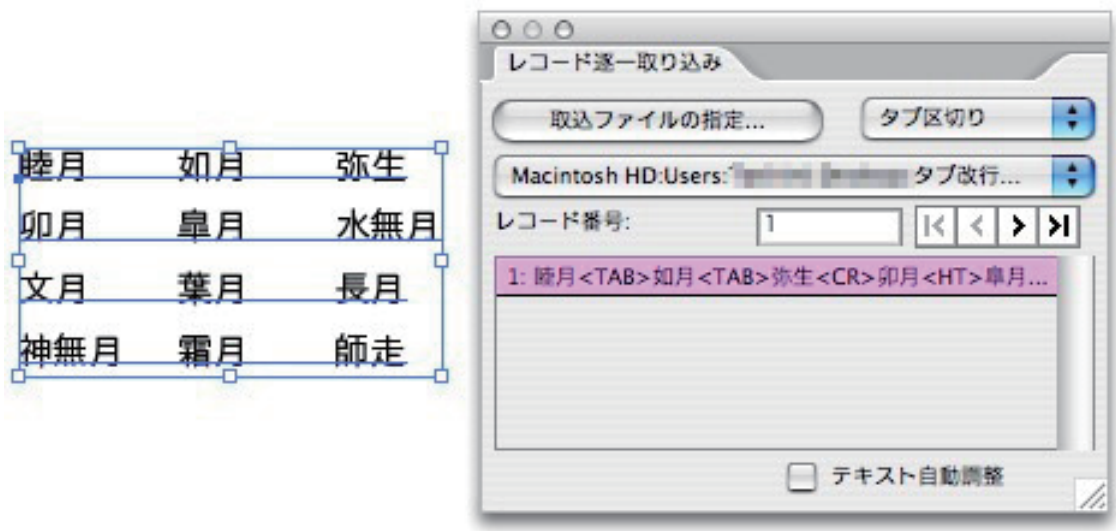 睦月 如月 弥生
卯月 皐月 水無月
文月 葉月 長月
神無月 霜月 師走
レコード逐一取り込み
取込ファイルの指定... タブ区切り
Macintosh HD:Users: タブ改行...
レコード番号: 1
1: 睦月<TAB>如月<TAB>弥生<CR>卯月<HT>皐月...
テキスト自動調整